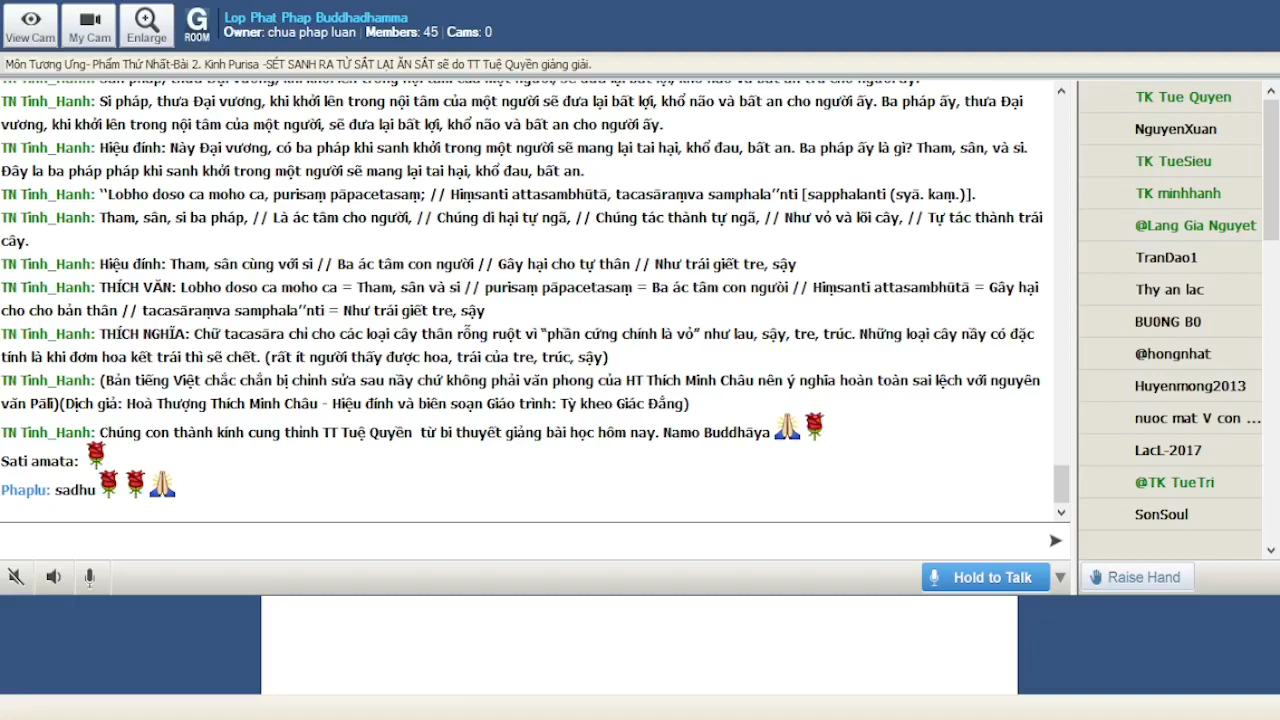 View Cam
My Cam
Enlarge
G
ROOM
Lop Phat Phap Buddhadhamma
Owner: chua phap luan | Members: 45 | Cams: 0
Môn Tương Ưng- Phẩm Thứ Nhất-Bài 2. Kinh Purisa -SÉT SANH RA TỪ SẮT LẠI ĂN SẮT sẽ do TT Tuệ Quyền giảng giải.
TN Tinh_Hanh: Si pháp, thưa Đại vương, khi khởi lên trong nội tâm của một người sẽ đưa lại bất lợi, khổ não và bất an cho người ấy. Ba pháp ấy, thưa Đại
vương, khi khởi lên trong nội tâm của một người, sẽ đưa lại bất lợi, khổ não và bất an cho người ấy.
TN Tinh_Hanh: Hiệu đính: Này Đại vương, có ba pháp khi sanh khởi trong một người sẽ mang lại tai hại, khổ đau, bất an. Ba pháp ấy là gì? Tham, sân, và si.
Đây la ba pháp pháp khi sanh khởi trong một người sẽ mang lại tai hại, khổ đau, bất an.
TN Tinh_Hanh: ‘‘Lobho doso ca moho ca, purisaṃ pāpacetasaṃ; // Hiṃsanti attasambhūtā, tacasāraṃva samphala’’nti [sapphalanti (syā. kaṃ.)].
TN Tinh_Hanh: Tham, sân, si ba pháp, // Là ác tâm cho người, // Chúng di hại tự ngã, // Chúng tác thành tự ngã, // Như vỏ và lõi cây, // Tự tác thành trái
cây.
TN Tinh_Hanh: Hiệu đính: Tham, sân cùng với si // Ba ác tâm con người // Gây hại cho tự thân // Như trái giết tre, sậy
TN Tinh_Hanh: THÍCH VĂN: Lobho doso ca moho ca = Tham, sân và si // purisaṃ pāpacetasaṃ = Ba ác tâm con nguời // Hiṃsanti attasambhūtā = Gây hại
cho cho bản thân // tacasāraṃva samphala’’nti = Như trái giết tre, sậy
TN Tinh_Hanh: THÍCH NGHĨA: Chữ tacasāra chỉ cho các loại cây thân rỗng ruột vì “phần cứng chính là vỏ” như lau, sậy, tre, trúc. Những loại cây nầy có đặc
tính là khi đơm hoa kết trái thì sẽ chết. (rất ít người thấy được hoa, trái của tre, trúc, sậy)
TN Tinh_Hanh: (Bản tiếng Việt chắc chắn bị chỉnh sửa sau nầy chứ không phải văn phong của HT Thích Minh Châu nên ý nghĩa hoàn toàn sai lệch với nguyên
văn Pāli)(Dịch giả: Hoà Thượng Thích Minh Châu - Hiệu đính và biên soạn Giáo trình: Tỳ kheo Giác Đẳng)
TN Tinh_Hanh: Chúng con thành kính cung thỉnh TT Tuệ Quyền từ bi thuyết giảng bài học hôm nay. Namo Buddhāya
Sati amata:
Phaplu: sadhu
Hold to Talk
TK Tue Quyen
NguyenXuan
TK TueSieu
TK minhhanh
@Lang Gia Nguyet
TranDao1
Thy an lac
BU0NG B0
@hongnhat
Huyenmong2013
nuoc mat V con ...
LacL-2017
@TK TueTri
SonSoul
Raise Hand